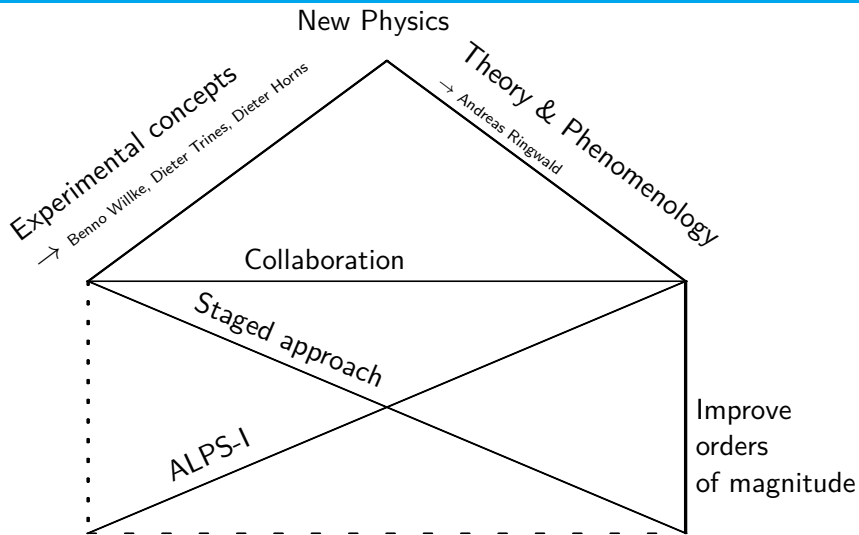 New Physics
Experimental concepts
→ Benno Willke, Dieter Trines, Dieter Horns
Theory & Phenomenology
→ Andreas Ringwald
Collaboration
Staged approach
ALPS-I
Improve
orders
of magnitude